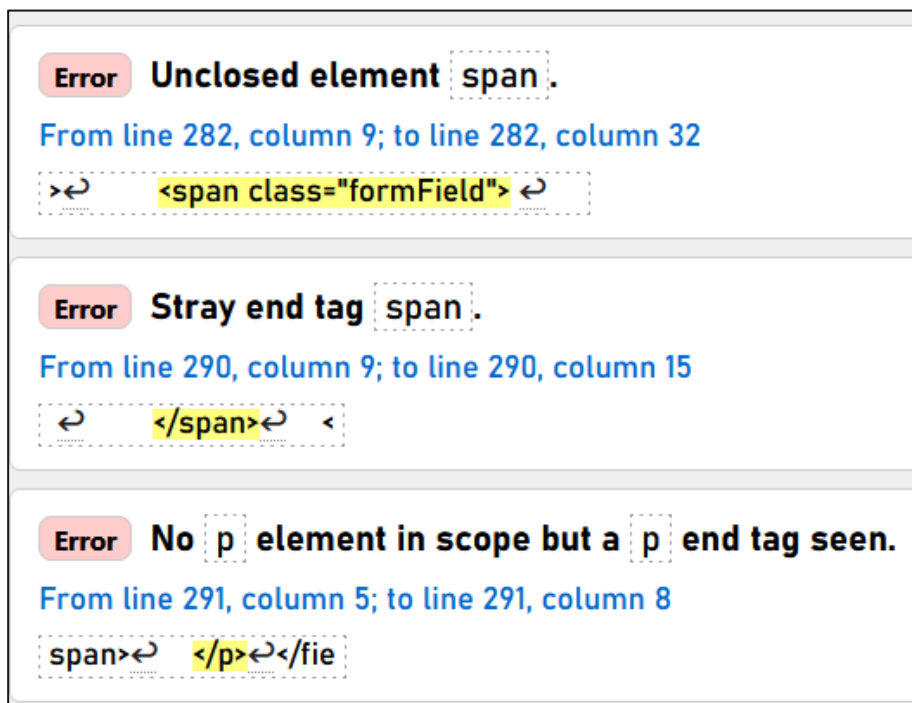 Error Unclosed element span.
From line 282, column 9; to line 282, column 32
>↩ <span class="formField"> ↩
Error Stray end tag span.
From line 290, column 9; to line 290, column 15
↩ </span>↩ <
Error No p element in scope but a p end tag seen.
From line 291, column 5; to line 291, column 8
span>↩ </p>↩</fie